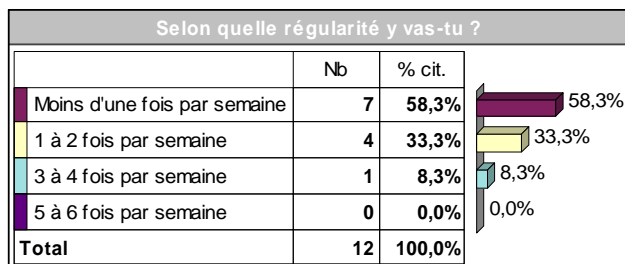 Selon quelle régularité y vas-tu ?
Nb % cit.
Moins d'une fois par semaine 7 58,3% 58,3%
1 à 2 fois par semaine 4 33,3% 33,3%
3 à 4 fois par semaine 1 8,3% 8,3%
5 à 6 fois par semaine 0 0,0% 0,0%
Total 12 100,0%